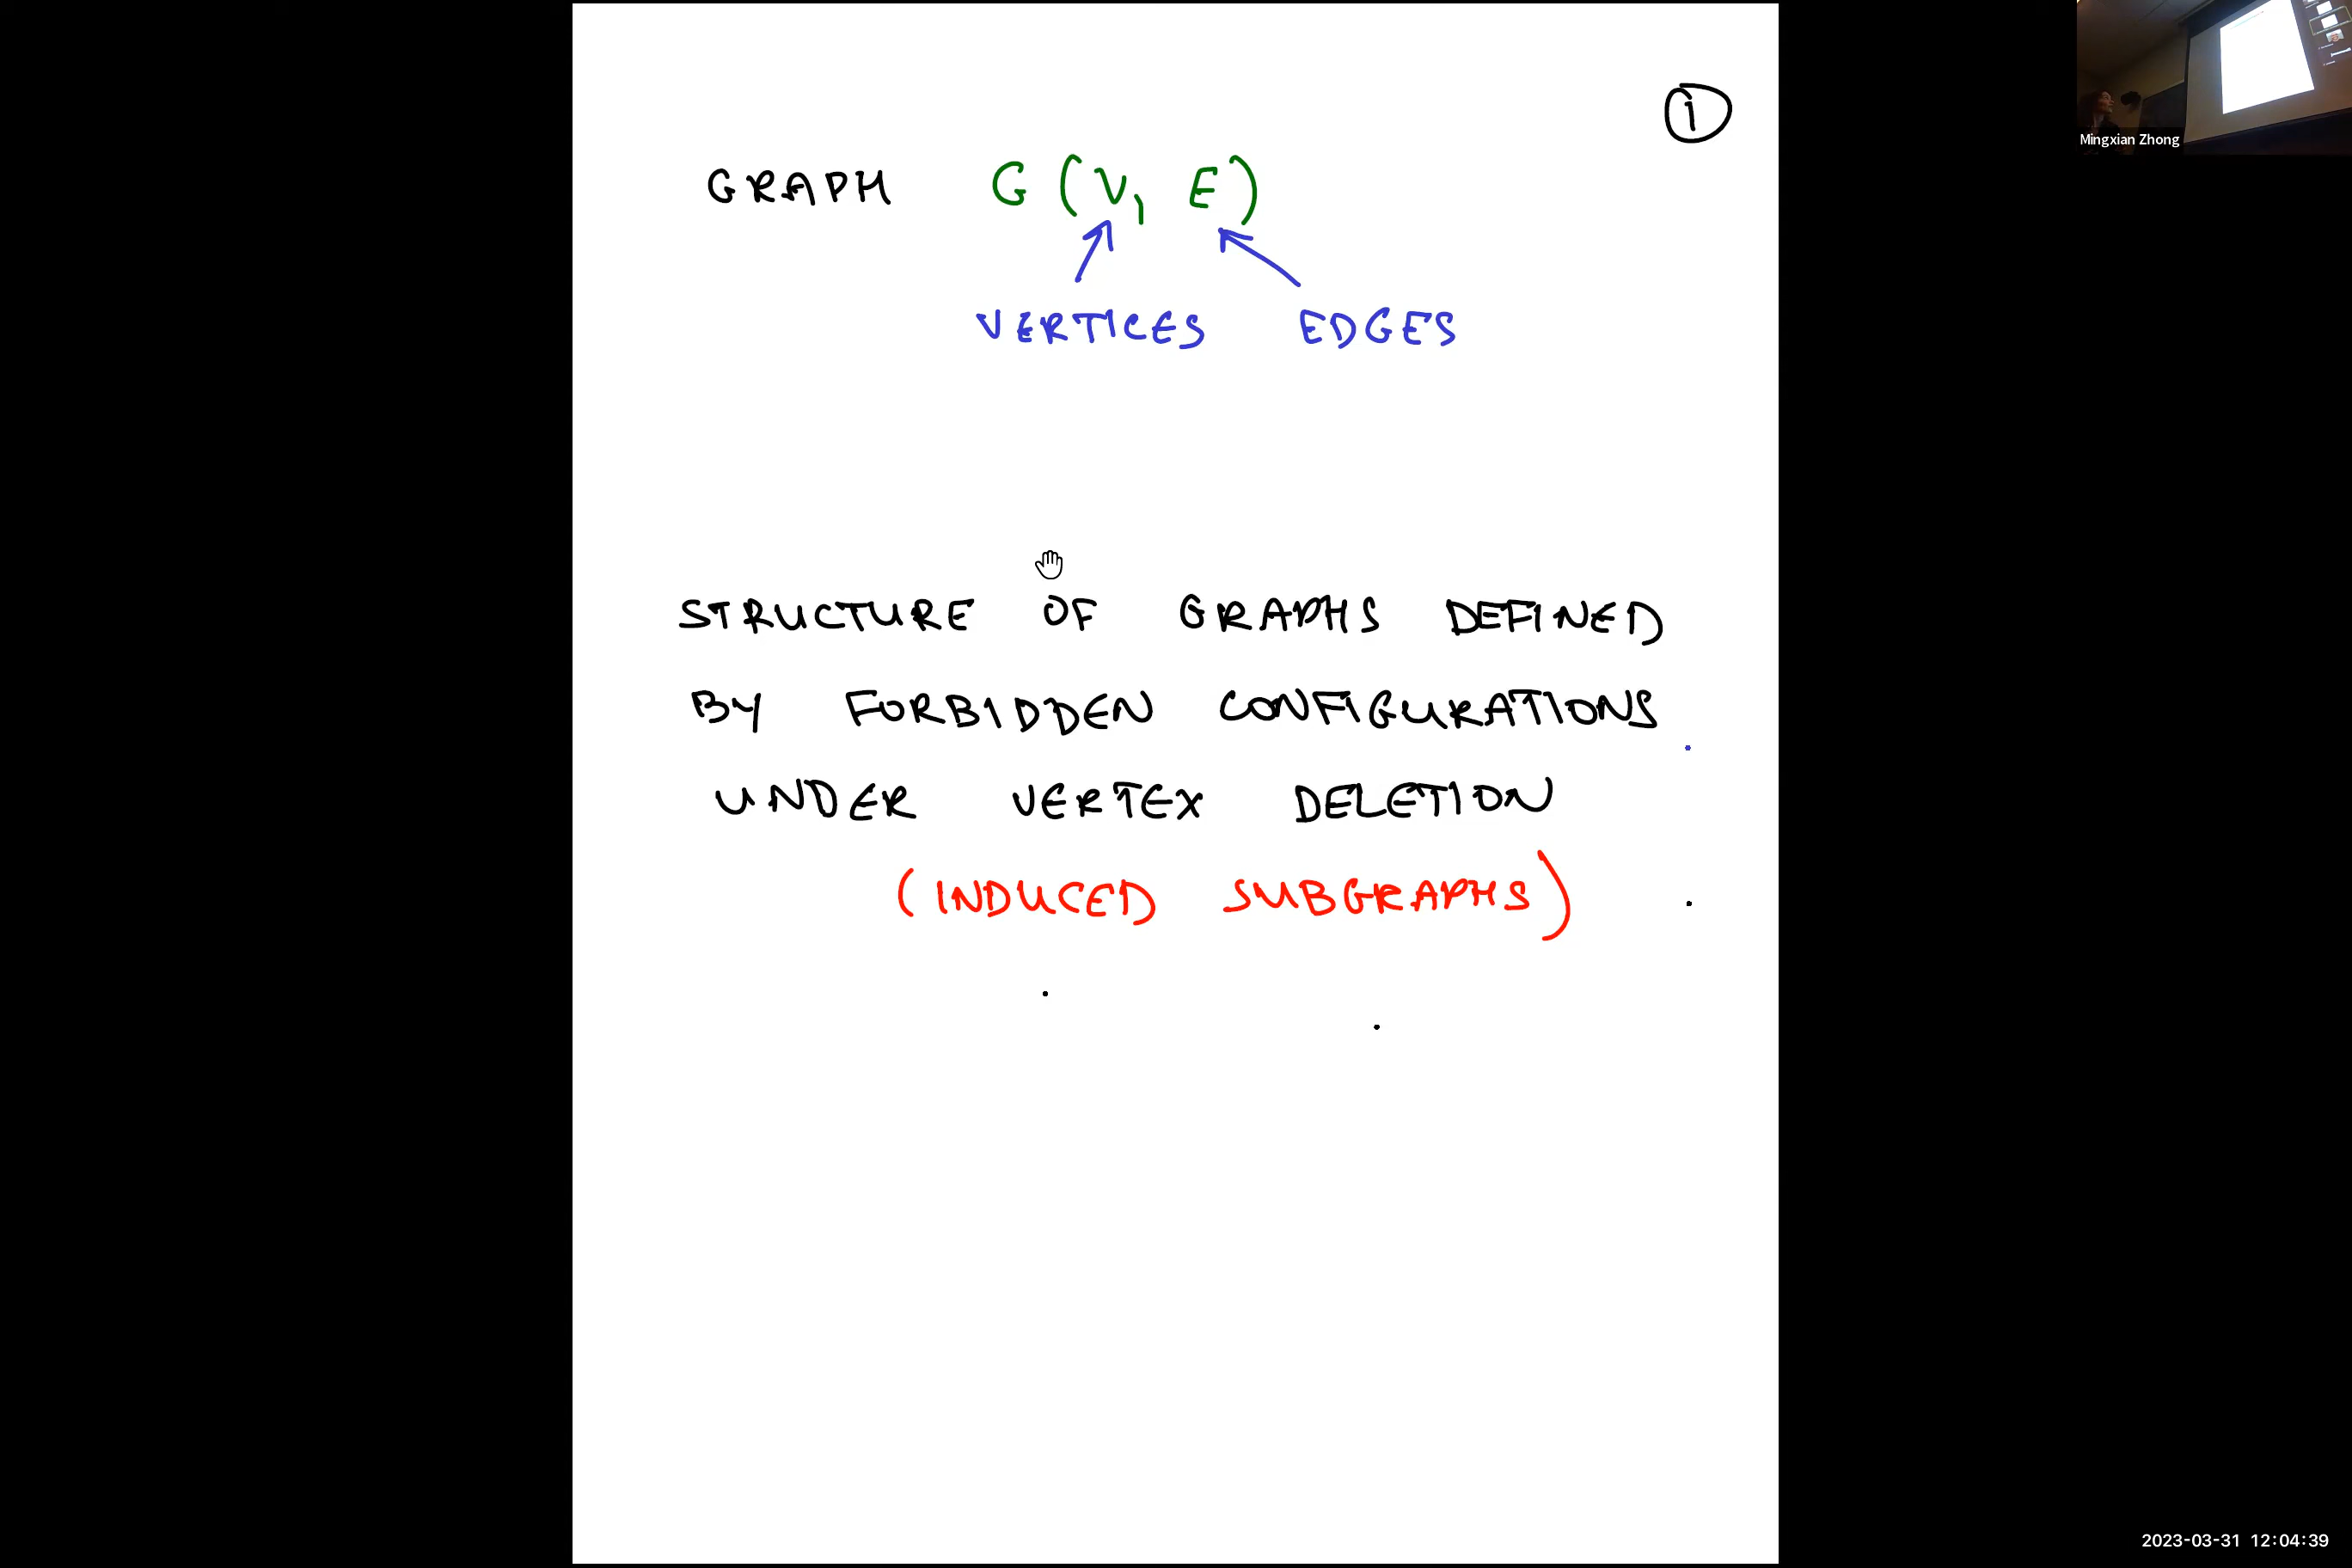 1
GRAPH G (V, E)
VERTICES EDGES
STRUCTURE OF GRAPHS DEFINED
BY FORBIDDEN CONFIGURATIONS
UNDER VERTEX DELETION
(INDUCED SUBGRAPHS)
Mingxian Zhong
2023-03-31 12:04:39